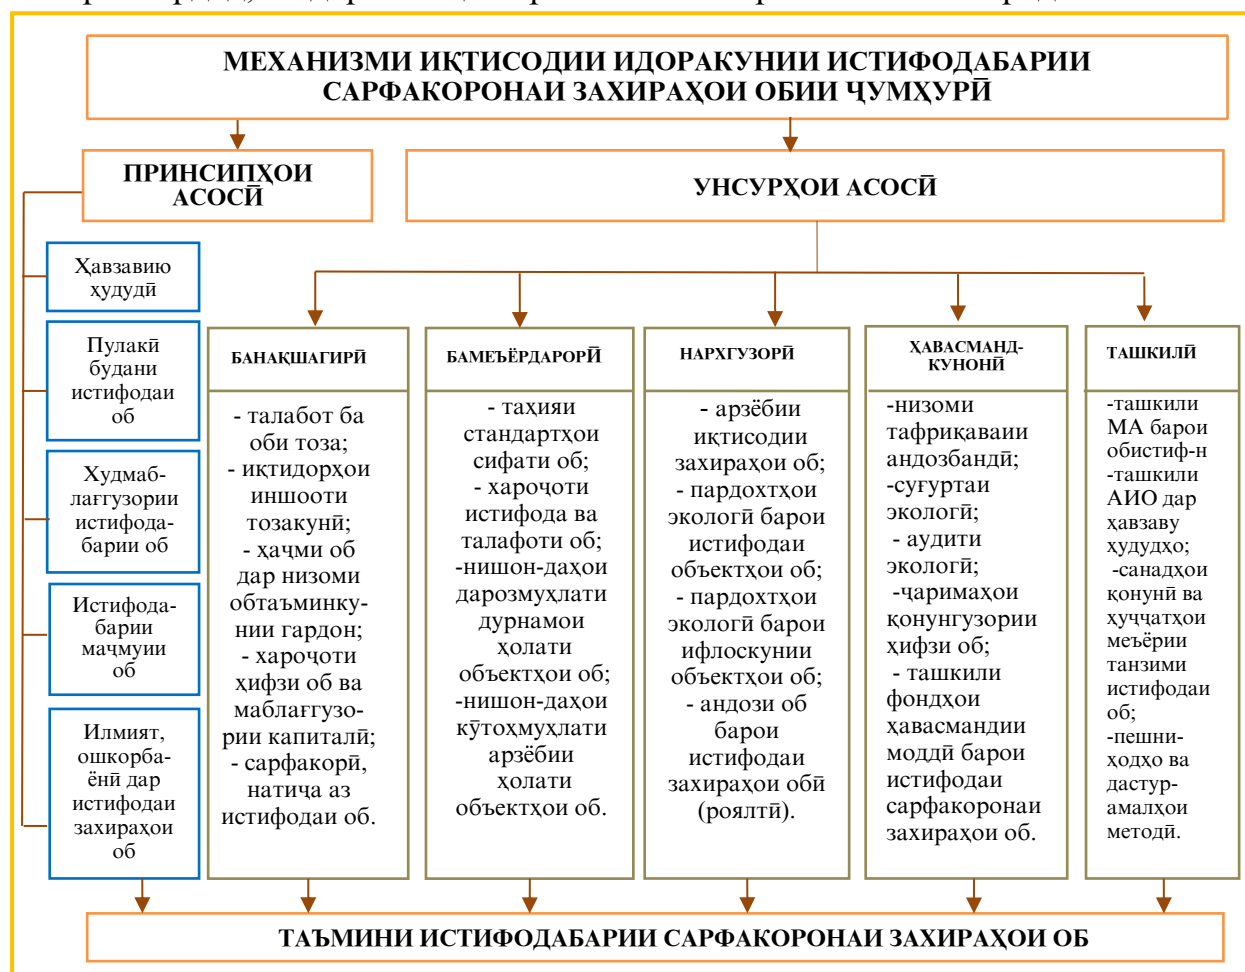 МЕХАНИЗМИ ИҚТИСОДИИ ИДОРАКУНИИ ИСТИФОДАБАРИИ
САРФАКОРОНАИ ЗАХИРАҲОИ ОБИИ ҶУМҲУРӢ
ПРИНСИПҲОИ
АСОСӢ
УНСУРҲОИ АСОСӢ
Ҳавзавию
ҳудудӣ
Пулакӣ
будани
истифодаи
об
Худмаб-
лағгузории
истифода-
барии об
Истифода-
барии
маҷмуии
об
Илмият,
ошкорба-
ёнӣ дар
истифодаи
захираҳои
об
БАНАҚШАГИРӢ
- талабот ба
оби тоза;
- иқтидорҳои
иншооти
тозакунӣ;
- ҳаҷми об
дар низоми
обтаъминку-
нии гардон;
- хароҷоти
ҳифзи об ва
маблағгузо-
рии капиталӣ;
- сарфакорӣ,
натиҷа аз
истифодаи об.
БАМЕЪЁРДАРОРӢ
- таҳияи
стандартҳои
сифати об;
- хароҷоти
истифода ва
талафоти об;
-нишон-даҳои
дарозмуҳлати
дурнамои
ҳолати
объектҳои об;
-нишон-даҳои
кӯтоҳмуҳлати
арзёбии
ҳолати
объектҳои об.
НАРХГУЗОРӢ
- арзёбии
иқтисодии
захираҳои об;
- пардохтҳои
экологӣ барои
истифодаи
объектҳои об;
- пардохтҳои
экологӣ барои
ифлоскунии
объектҳои об;
- андози об
барои
истифодаи
захираҳои обӣ
(роялтӣ).
ҲАВАСМАНД-
КУНОНӢ
-низоми
тафриқаваии
андозбандӣ;
-суғуртаи
экологӣ;
- аудити
экологӣ;
-ҷаримаҳои
қонунгузории
ҳифзи об;
- ташкили
фондҳои
ҳавасмандии
моддӣ барои
истифодаи
сарфакоронаи
захираҳои об.
ТАШКИЛӢ
-ташкили
МА барои
обистиф-н
-ташкили
АИО дар
ҳавзаву
ҳудудҳо;
-санадҳои
қонунӣ ва
ҳуҷҷатҳои
меъёрии
танзими
истифодаи
об;
-пешни-
ҳодҳо ва
дастур-
амалҳои
методӣ.
ТАЪМИНИ ИСТИФОДАБАРИИ САРФАКОРОНАИ ЗАХИРАҲОИ ОБ